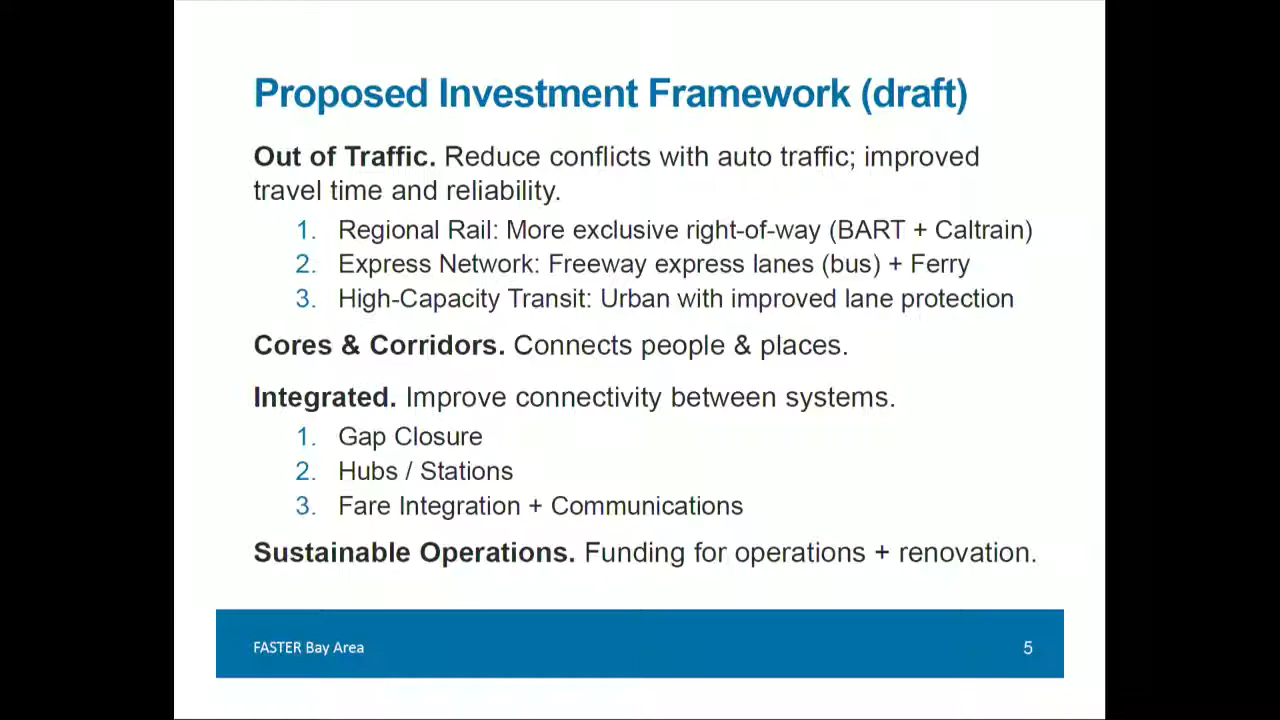 Proposed Investment Framework (draft)
Out of Traffic. Reduce conflicts with auto traffic; improved
travel time and reliability.
1. Regional Rail: More exclusive right-of-way (BART + Caltrain)
2. Express Network: Freeway express lanes (bus) + Ferry
3. High-Capacity Transit: Urban with improved lane protection
Cores & Corridors. Connects people & places.
Integrated. Improve connectivity between systems.
1. Gap Closure
2. Hubs / Stations
3. Fare Integration + Communications
Sustainable Operations. Funding for operations + renovation.
FASTER Bay Area 5